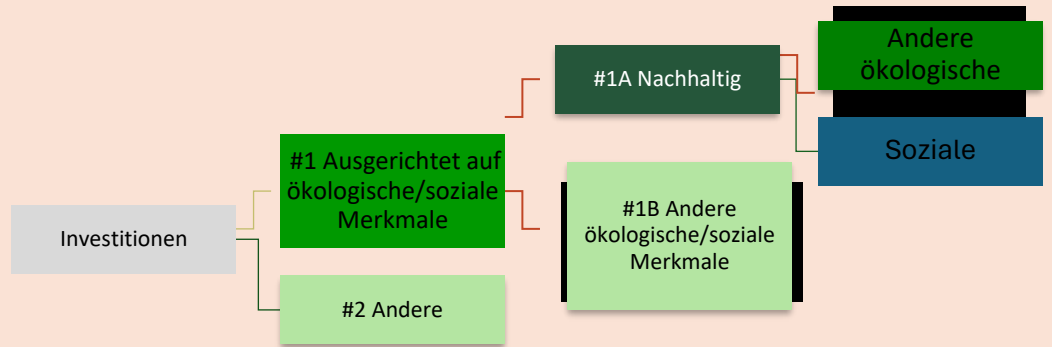 Investitionen
#1 Ausgerichtet auf
ökologische/soziale
Merkmale
#2 Andere
#1A Nachhaltig
#1B Andere
ökologische/soziale
Merkmale
Andere
ökologische
Soziale